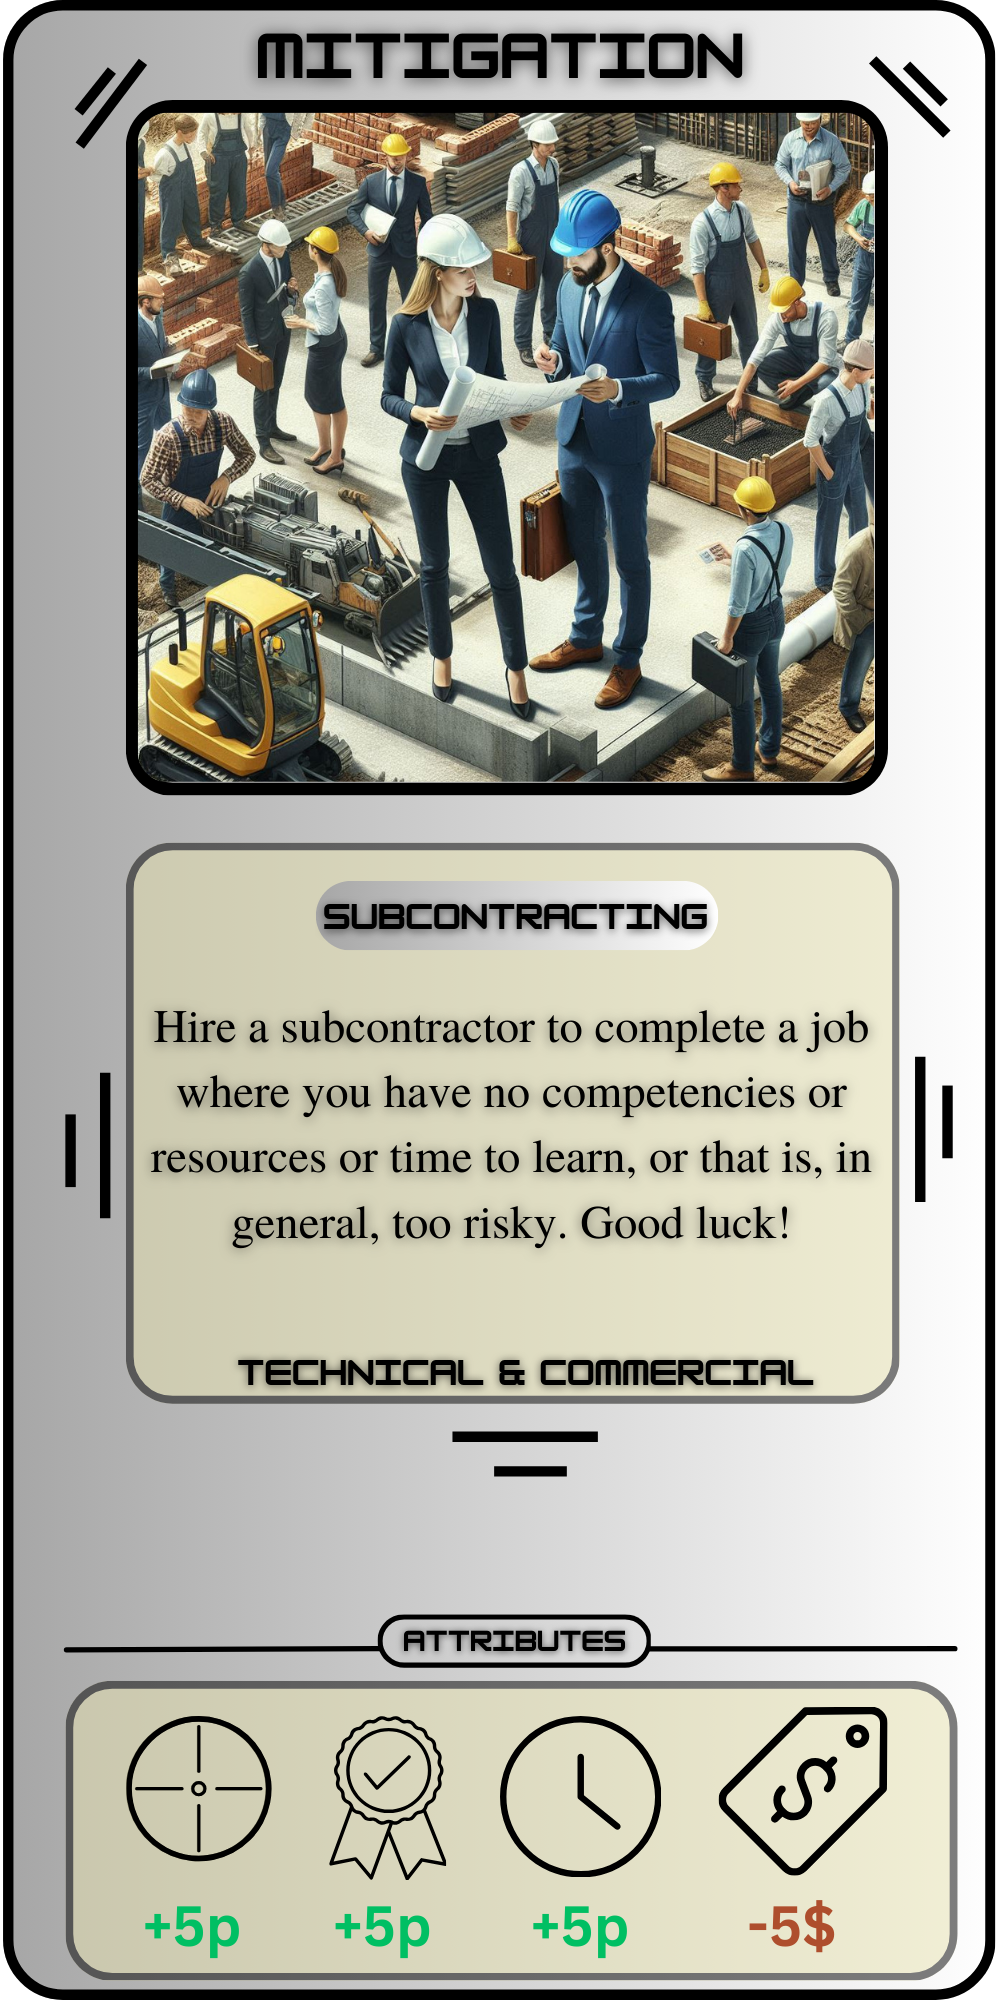 MITIGATION
SUBCONTRACTING
Hire a subcontractor to complete a job
where you have no competencies or
resources or time to learn, or that is, in
general, too risky. Good luck!
TECHNICAL & COMMERCIAL
ATTRIBUTES
$
+5p +5p +5p -5$